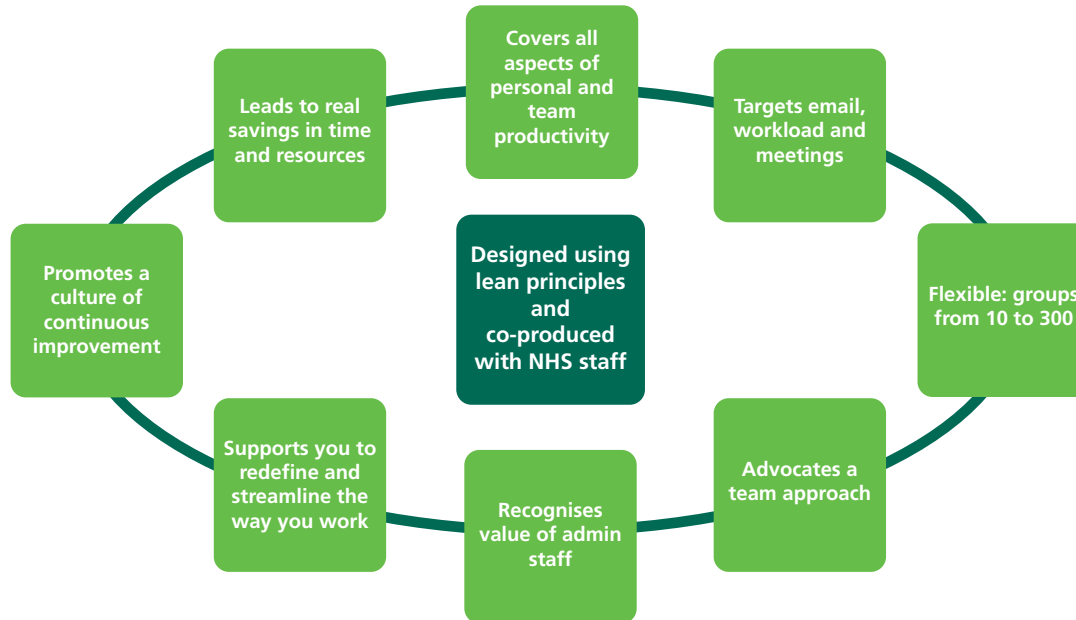 Covers all
aspects of
personal and
team
productivity
Targets email,
workload and
meetings
Flexible: groups
from 10 to 300
Advocates a
team approach
Recognises
value of admin
staff
Supports you to
redefine and
streamline the
way you work
Promotes a
culture of
continuous
improvement
Leads to real
savings in time
and resources
Designed using
lean principles
and
co-produced
with NHS staff